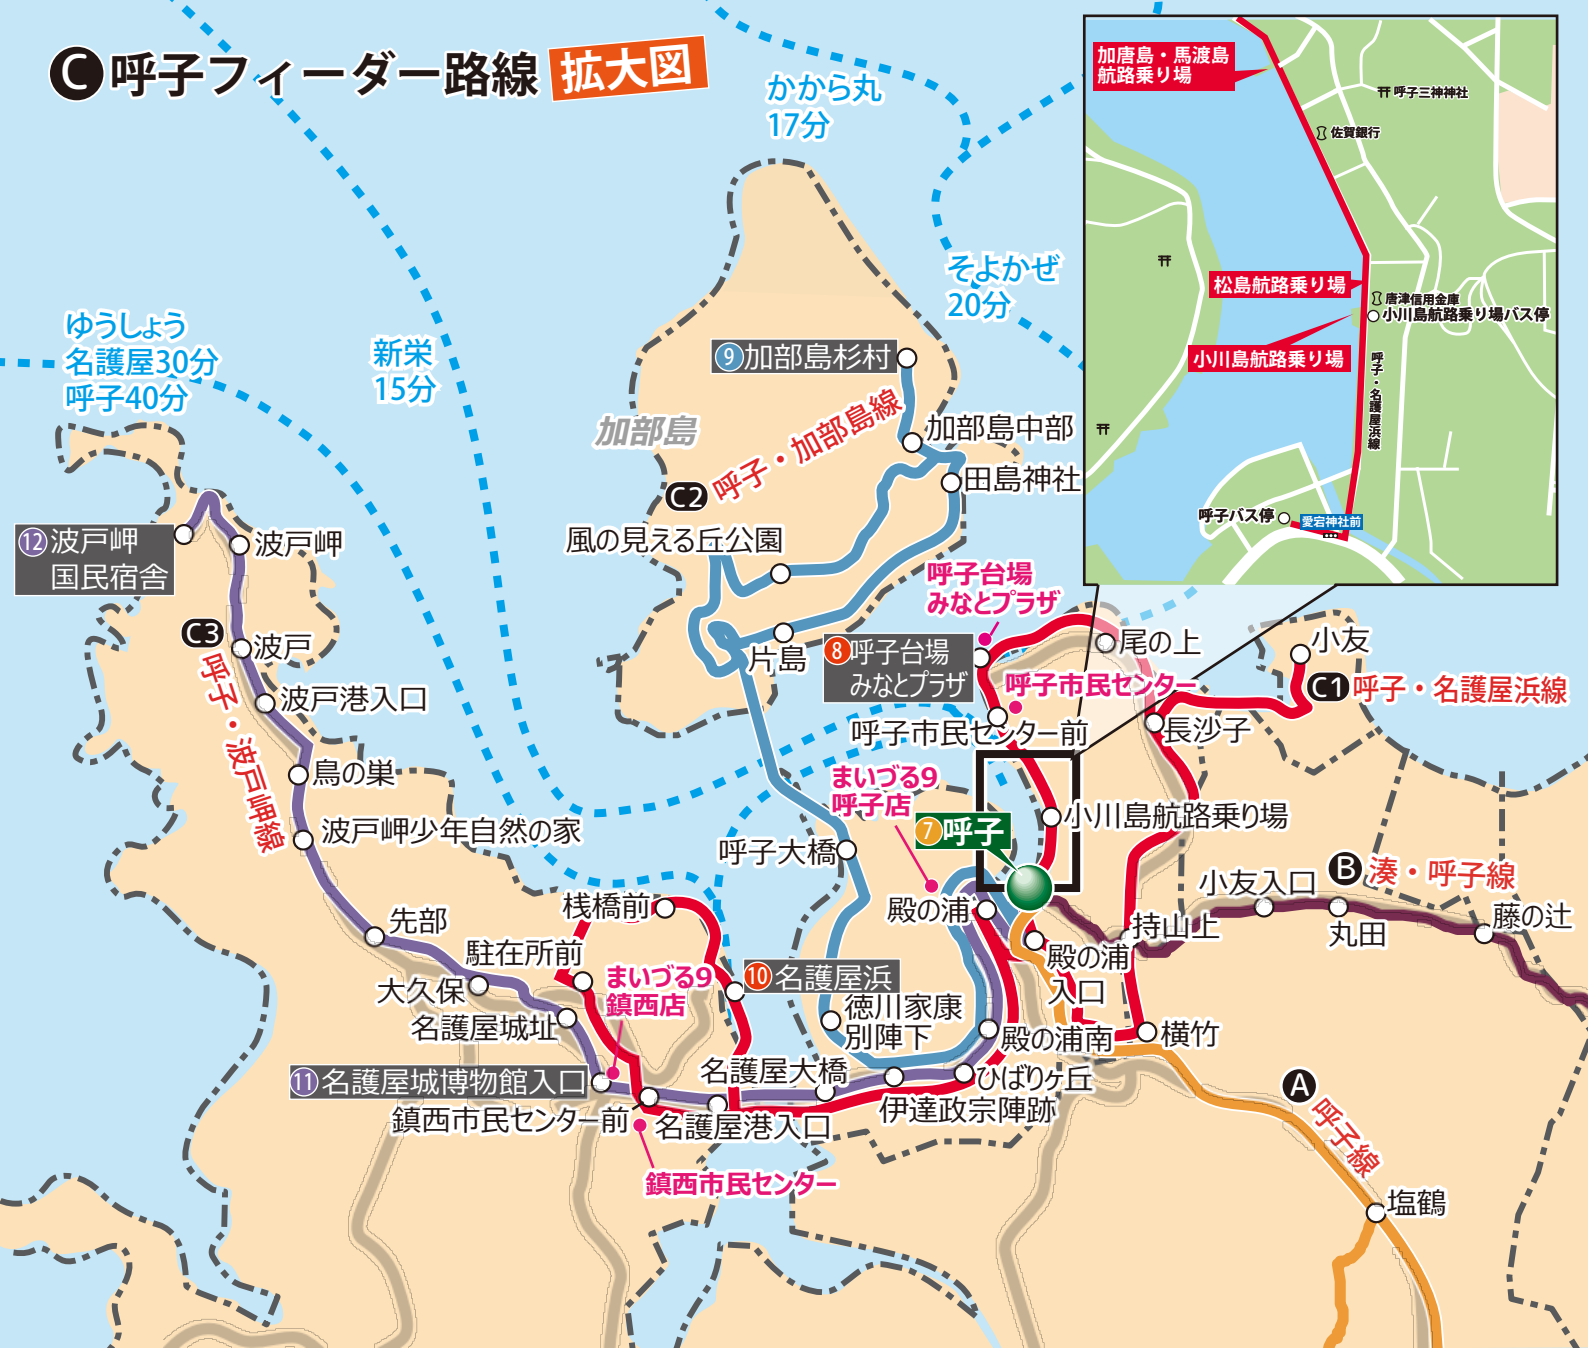 C 呼子フィーダー路線 拡大図
かから丸
17分
そよかぜ
20分
ゆうしょう
名護屋30分
呼子40分
新栄
15分
加唐島・馬渡島
航路乗り場
呼子三神神社
佐賀銀行
松島航路乗り場
唐津信用金庫
小川島航路乗り場バス停
小川島航路乗り場
呼子・名護屋浜線
呼子バス停
愛宕神社前
⑨加部島杉村
加部島
C2 呼子・加部島線
加部島中部
田島神社
風の見える丘公園
片島
呼子台場
みなとプラザ
⑧呼子台場
みなとプラザ
尾の上
小友
C1 呼子・名護屋浜線
呼子市民センター
呼子市民センター前
長沙子
⑫波戸岬
国民宿舎
波戸岬
C3
呼子・波戸岬線
波戸
波戸港入口
鳥の巣
波戸岬少年自然の家
まいづる9
呼子店
⑦呼子
小川島航路乗り場
呼子大橋
殿の浦
小友入口
B 湊・呼子線
丸田
藤の辻
持山上
殿の浦
入口
桟橋前
先部
駐在所前
大久保
まいづる9
鎮西店
⑩名護屋浜
名護屋城址
徳川家康
別陣下
殿の浦南
横竹
⑪名護屋城博物館入口
名護屋大橋
ひばりヶ丘
鎮西市民センター前
名護屋港入口
伊達政宗陣跡
鎮西市民センター
A
呼子線
塩鶴